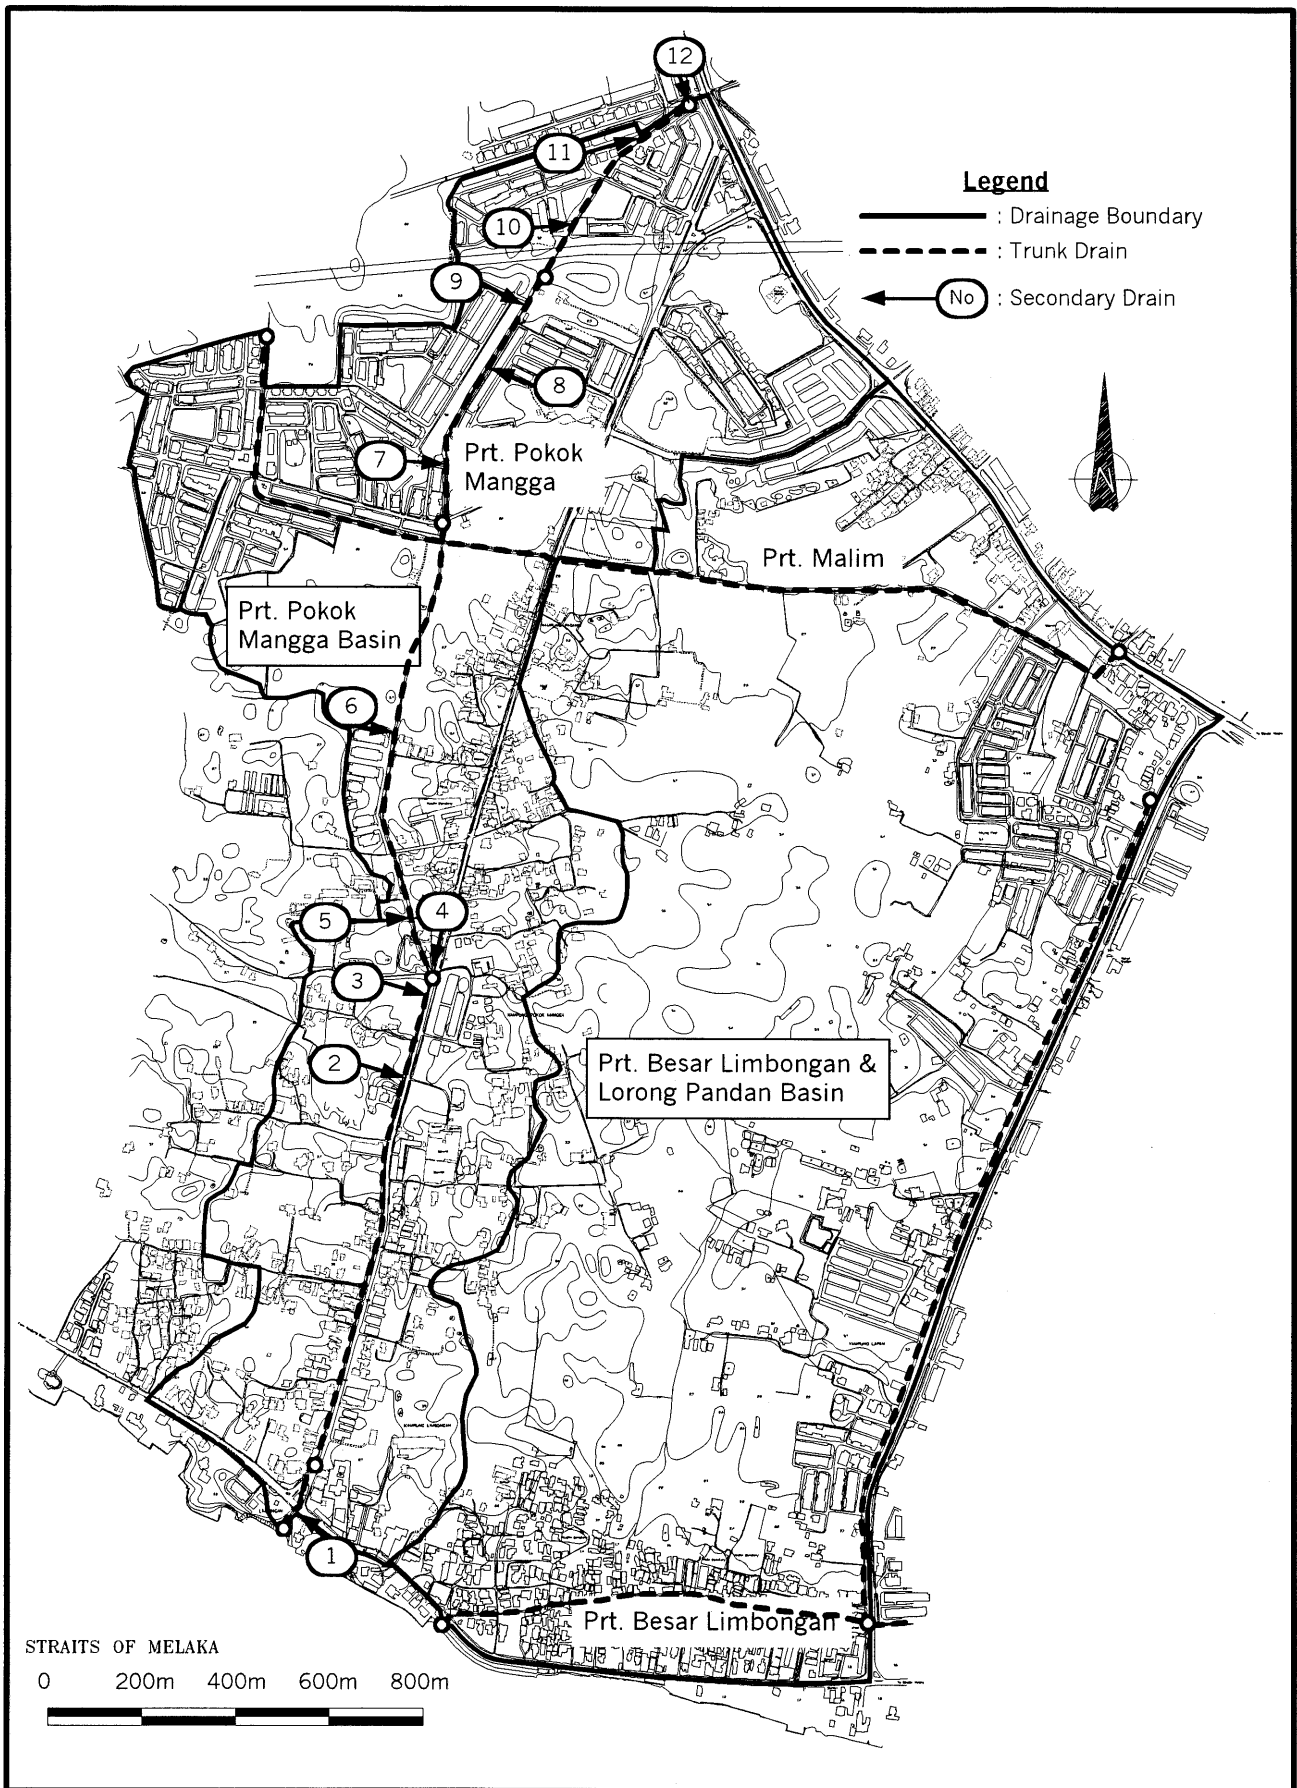 12
11
Legend
: Drainage Boundary
10
: Trunk Drain
9
No : Secondary Drain
8
7
Prt. Pokok
Mangga
N
Prt. Malim
Prt. Pokok
Mangga Basin
6
5
4
3
2
Prt. Besar Limbongan &
Lorong Pandan Basin
1
Prt. Besar Limbongan
STRAITS OF MELAKA
0 200m 400m 600m 800m